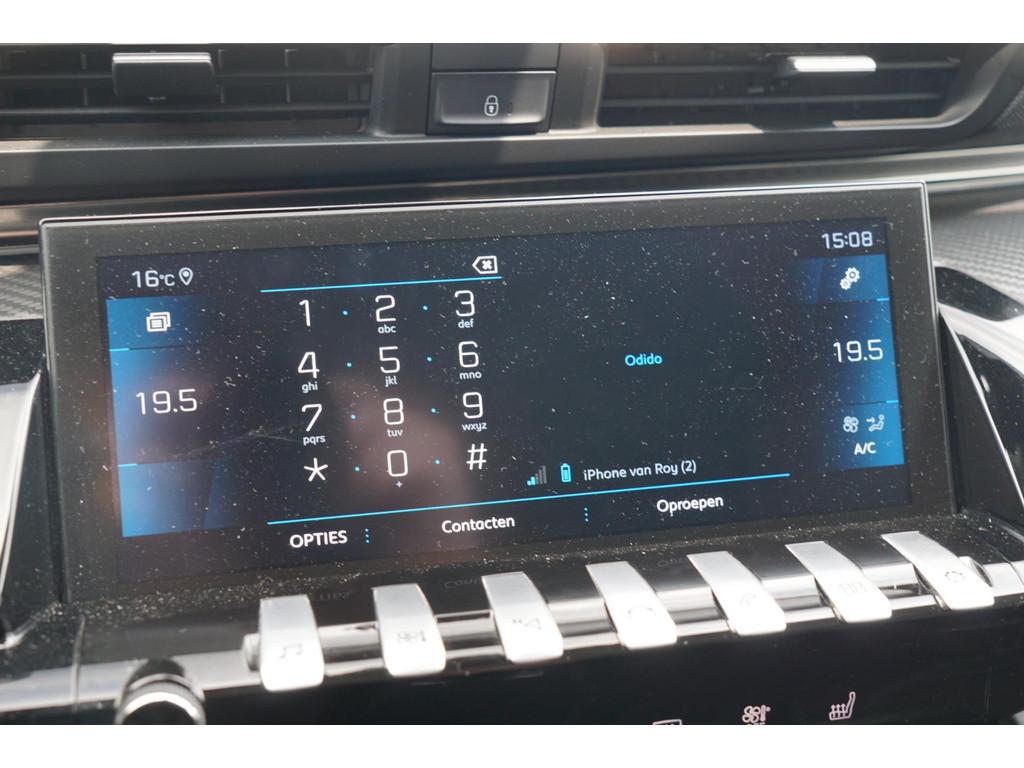 16°C
15:08
1
2
abc
3
def
4
ghi
5
jkl
6
mno
7
pqrs
8
tuv
9
wxyz
*
0
+
#
19.5
Odido
19.5
A/C
iPhone van Roy (2)
OPTIES
Contacten
Oproepen